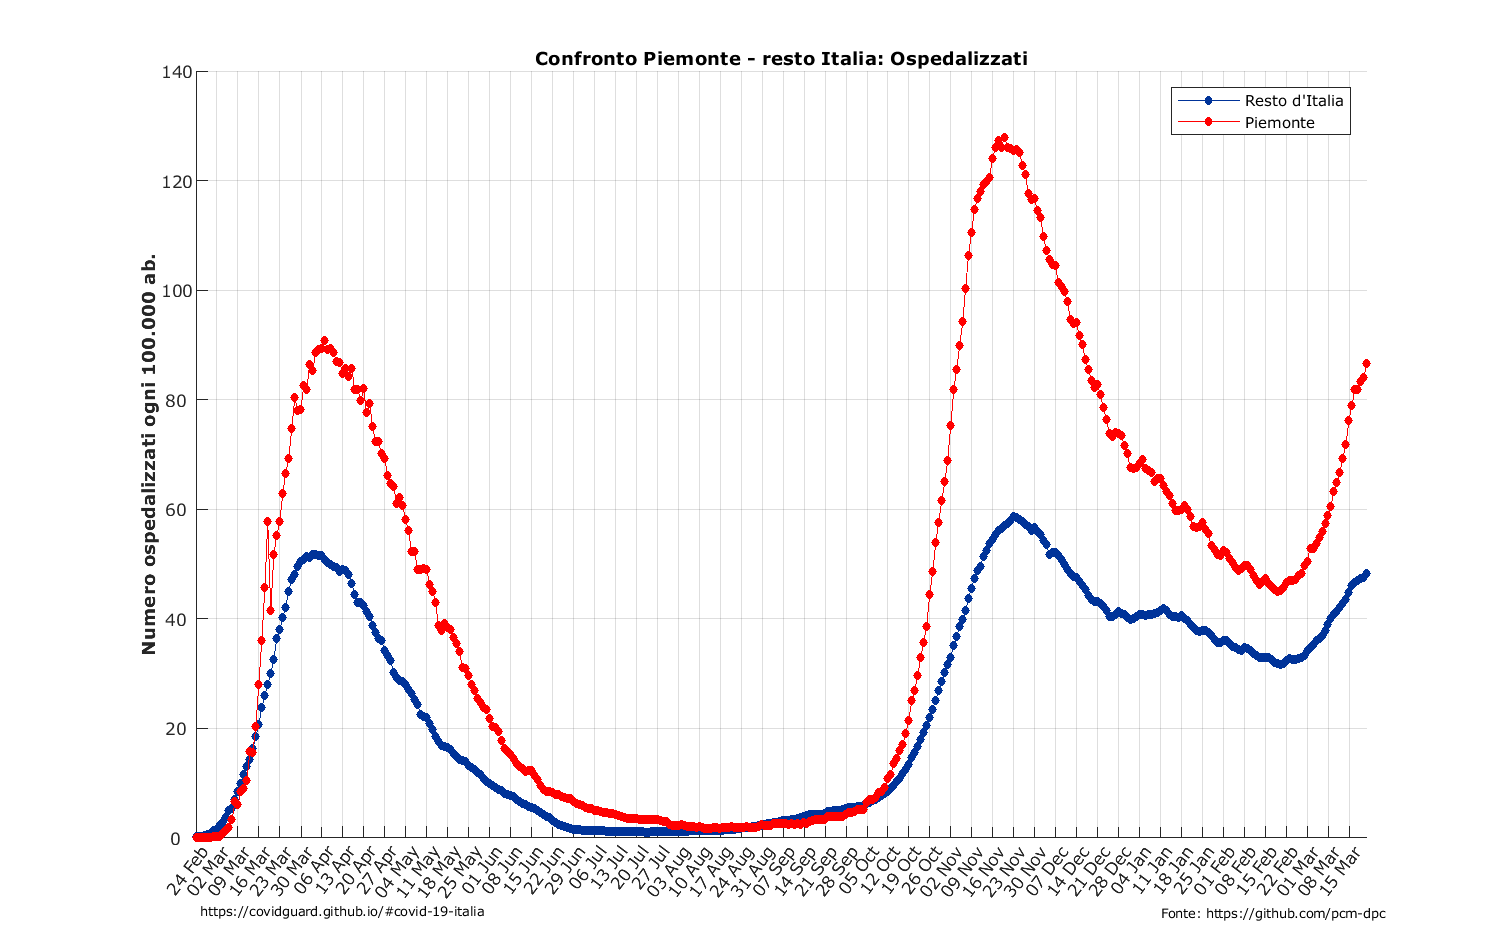 Confronto Piemonte - resto Italia: Ospedalizzati
Numero ospedalizzati ogni 100.000 ab.
140
120
100
80
60
40
20
0
Resto d'Italia
Piemonte
24 Feb
02 Mar
09 Mar
16 Mar
23 Mar
30 Mar
06 Apr
13 Apr
20 Apr
27 Apr
04 May
11 May
18 May
25 May
01 Jun
08 Jun
15 Jun
22 Jun
29 Jun
06 Jul
13 Jul
20 Jul
27 Jul
03 Aug
10 Aug
17 Aug
24 Aug
31 Aug
07 Sep
14 Sep
21 Sep
28 Sep
05 Oct
12 Oct
19 Oct
26 Oct
02 Nov
09 Nov
16 Nov
23 Nov
30 Nov
07 Dec
14 Dec
21 Dec
28 Dec
04 Jan
11 Jan
18 Jan
25 Jan
01 Feb
08 Feb
15 Feb
22 Feb
01 Mar
08 Mar
15 Mar
https://covidguard.github.io/#covid-19-italia
Fonte: https://github.com/pcm-dpc